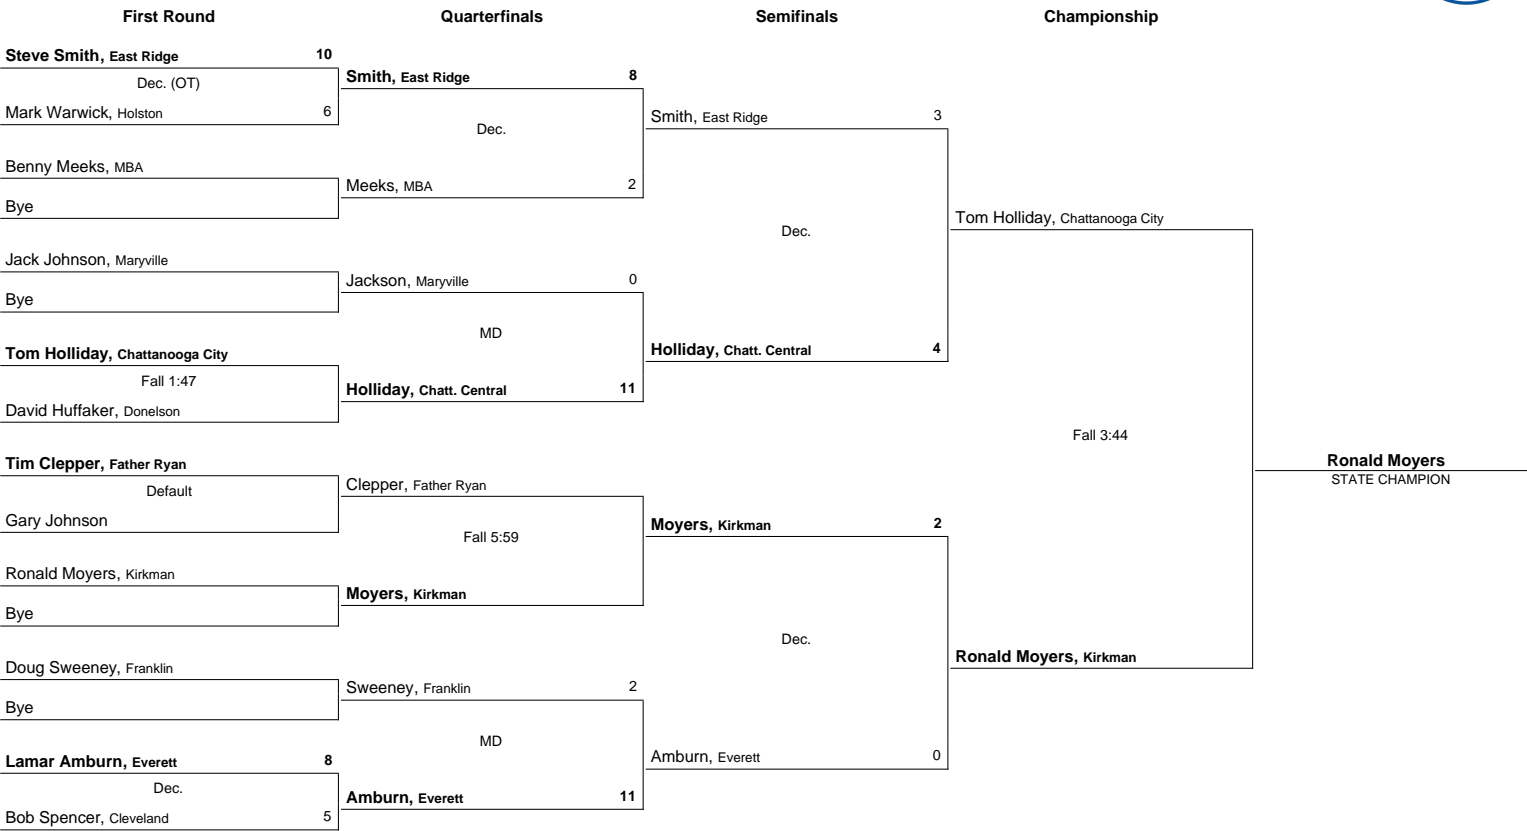 First Round
Quarterfinals
Semifinals
Championship
Steve Smith, East Ridge 10
Dec. (OT)
Mark Warwick, Holston 6
Benny Meeks, MBA
Bye
Jack Johnson, Maryville
Bye
Tom Holliday, Chattanooga City
Fall 1:47
David Huffaker, Donelson
Tim Clepper, Father Ryan
Default
Gary Johnson
Ronald Moyers, Kirkman
Bye
Doug Sweeney, Franklin
Bye
Lamar Amburn, Everett 8
Dec.
Bob Spencer, Cleveland 5
Smith, East Ridge 8
Dec.
Meeks, MBA 2
Jackson, Maryville 0
MD
Holliday, Chatt. Central 11
Clepper, Father Ryan
Fall 5:59
Moyers, Kirkman
Sweeney, Franklin 2
MD
Amburn, Everett 11
Smith, East Ridge 3
Dec.
Holliday, Chatt. Central 4
Moyers, Kirkman 2
Dec.
Amburn, Everett 0
Tom Holliday, Chattanooga City
Fall 3:44
Ronald Moyers, Kirkman
Ronald Moyers
STATE CHAMPION